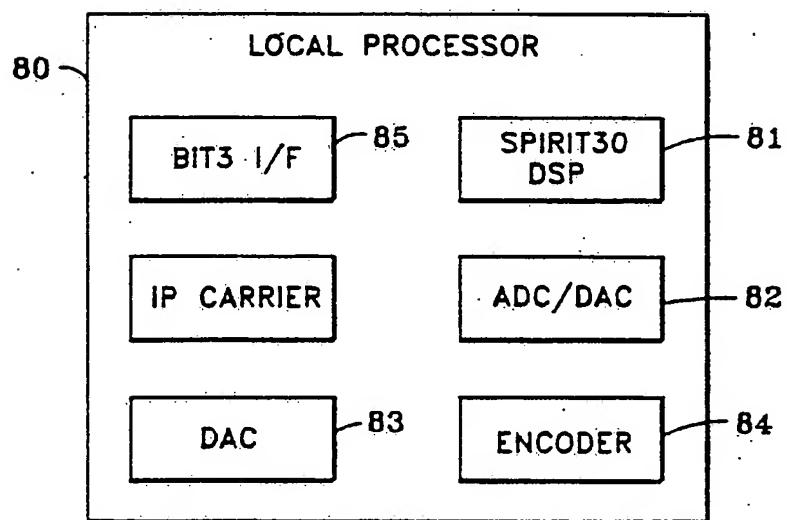 LOCAL PROCESSOR
80
BIT3 I/F
85
SPIRIT30
DSP
81
IP CARRIER
ADC/DAC
82
DAC
83
ENCODER
84